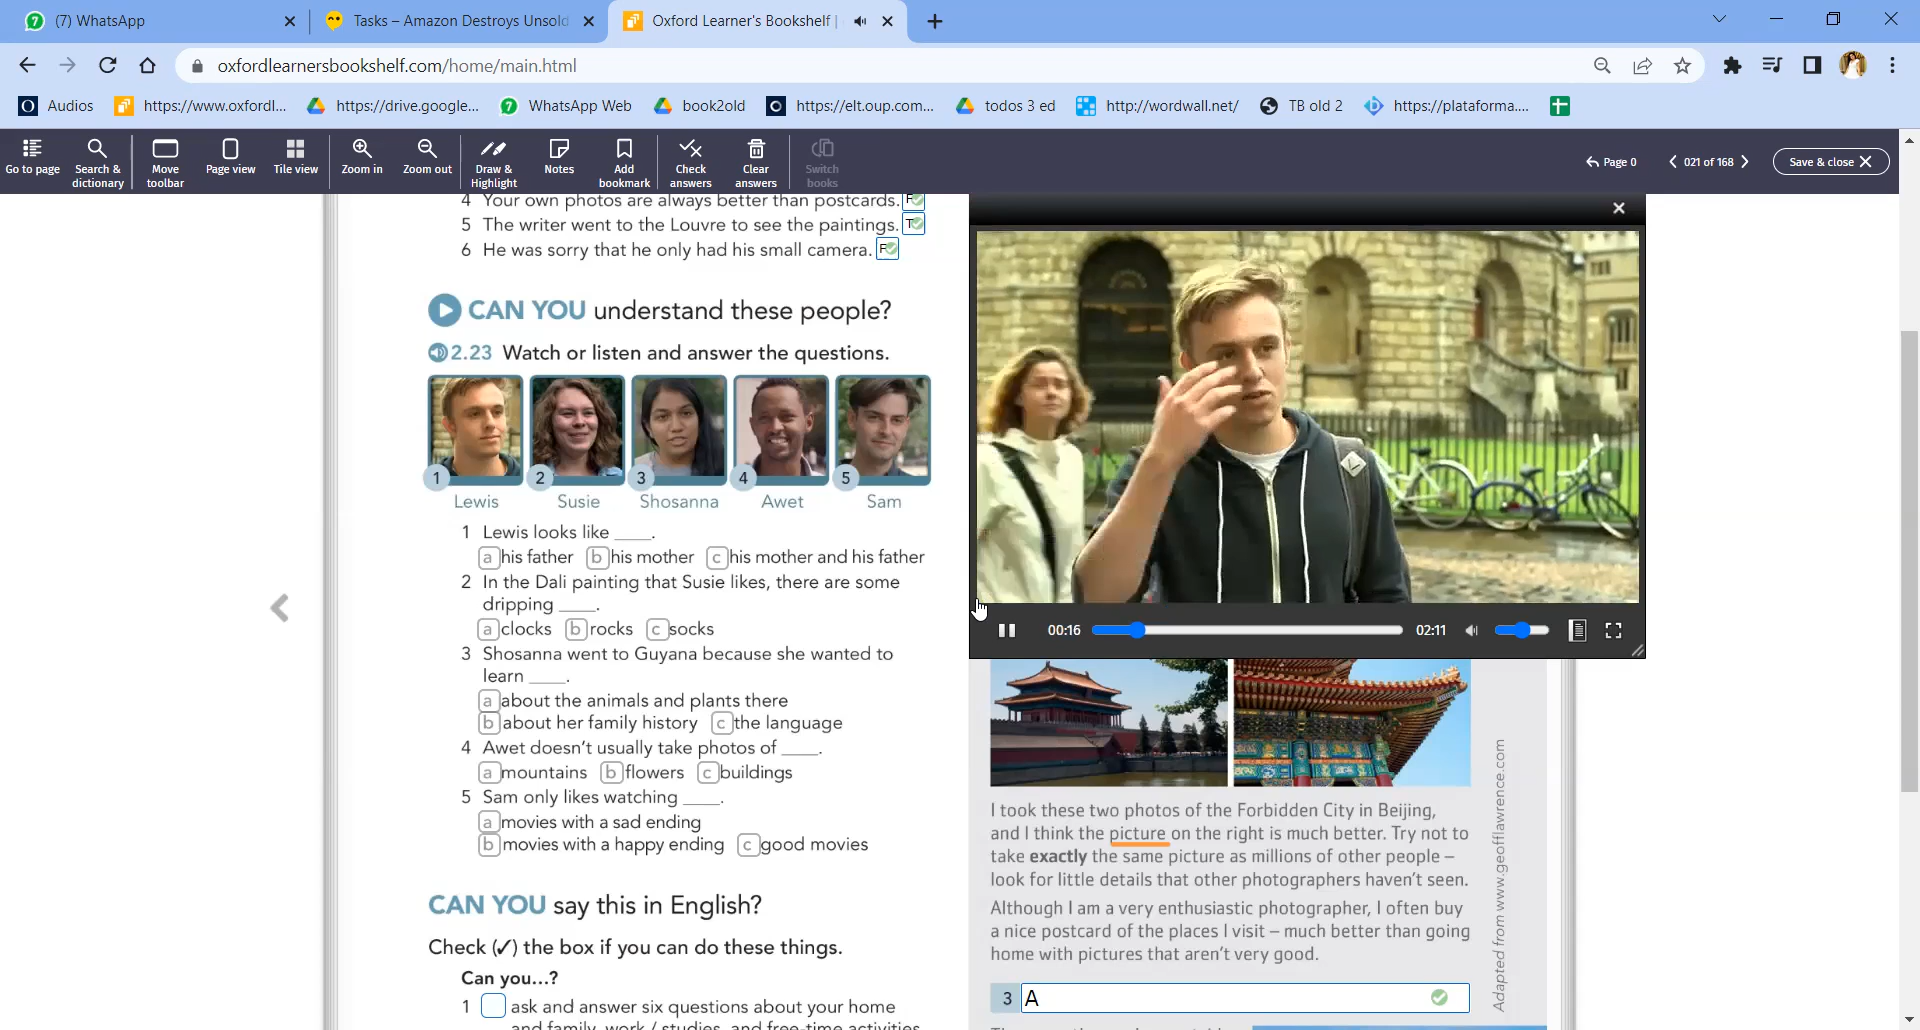 (7) WhatsApp
Tasks – Amazon Destroys Unsold
Oxford Learner's Bookshelf |
oxfordlearnersbookshelf.com/home/main.html
Audios
https://www.oxfordl...
https://drive.google...
WhatsApp Web
book2old
https://elt.oup.com...
todos 3 ed
http://wordwall.net/
TB old 2
https://plataforma....
Go to page
Search & dictionary
Move toolbar
Page view
Tile view
Zoom in
Zoom out
Draw & Highlight
Notes
Add bookmark
Check answers
Clear answers
Switch books
Page 0
021 of 168
Save & close
4 Your own photos are always better than postcards. F
5 The writer went to the Louvre to see the paintings. T
6 He was sorry that he only had his small camera. F
CAN YOU understand these people?
2.23 Watch or listen and answer the questions.
1 2 3 4 5
Lewis Susie Shosanna Awet Sam
1 Lewis looks like ____.
a his father b his mother c his mother and his father
2 In the Dali painting that Susie likes, there are some
dripping ____.
a clocks b rocks c socks
3 Shosanna went to Guyana because she wanted to
learn ____.
a about the animals and plants there
b about her family history c the language
4 Awet doesn't usually take photos of ____.
a mountains b flowers c buildings
5 Sam only likes watching ____.
a movies with a sad ending
b movies with a happy ending c good movies
CAN YOU say this in English?
Check (✓) the box if you can do these things.
Can you...?
1 ask and answer six questions about your home
and family, work / studies, and free-time activities
00:16
02:11
I took these two photos of the Forbidden City in Beijing,
and I think the picture on the right is much better. Try not to
take exactly the same picture as millions of other people –
look for little details that other photographers haven't seen.
Although I am a very enthusiastic photographer, I often buy
a nice postcard of the places I visit – much better than going
home with pictures that aren't very good.
3 A
Adapted from www.geofflawrence.com